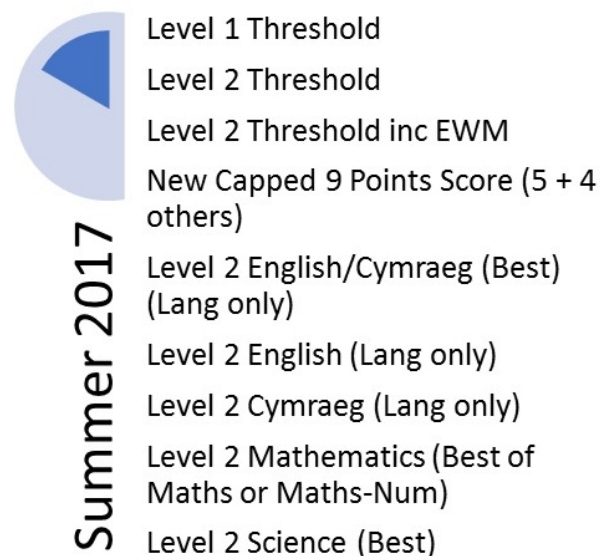 Level 1 Threshold
Level 2 Threshold
Level 2 Threshold inc EWM
New Capped 9 Points Score (5 + 4
others)
Level 2 English/Cymraeg (Best)
(Lang only)
Level 2 English (Lang only)
Level 2 Cymraeg (Lang only)
Level 2 Mathematics (Best of
Maths or Maths-Num)
Level 2 Science (Best)
Summer 2017